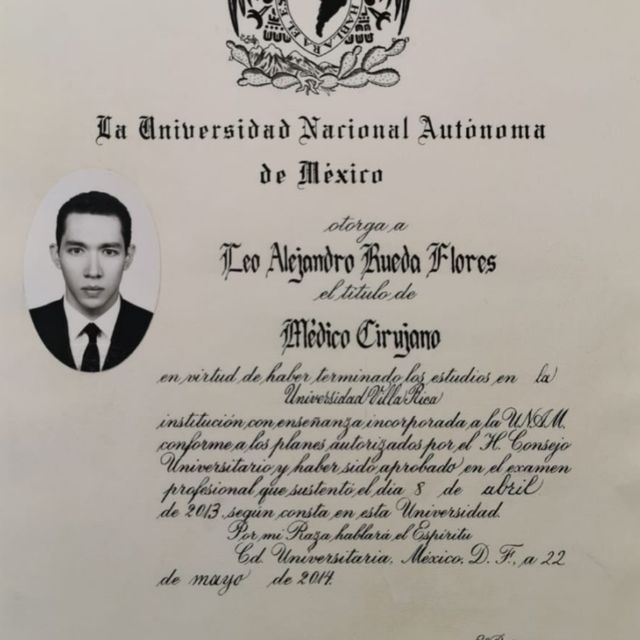 HABLARA EL ES
La Universidad Nacional Autónoma
de México
otorga a
Leo Alejandro Rueda Flores
el título de
Médico Cirujano
en virtud de haber terminado los estudios en la
Universidad Villa Rica
institución con enseñanza incorporada a la UNAM.
conforme a los planes autorizados por el H. Consejo
Universitario y haber sido aprobado en el examen
profesional que sustentó el día 8 de abril
de 2013, según consta en esta Universidad.
Por mi Raza hablará el Espíritu
Cd. Universitaria, México, D. F., a 22
de mayo de 2014.